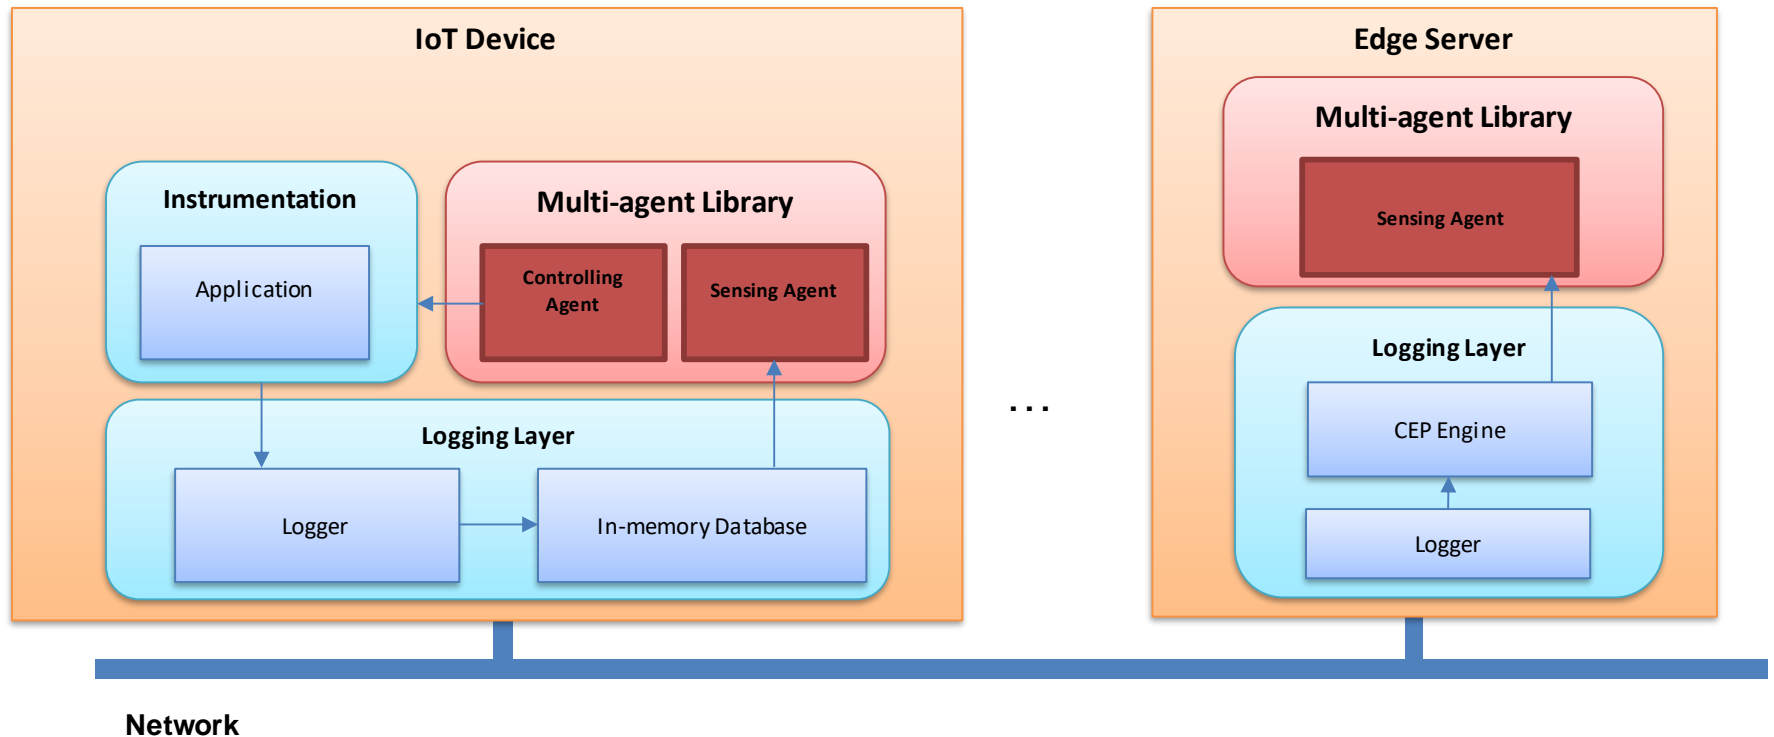 IoT Device
Instrumentation
Application
Multi-agent Library
Controlling
Agent
Sensing Agent
Logging Layer
Logger
In-memory Database
...
Edge Server
Multi-agent Library
Sensing Agent
Logging Layer
CEP Engine
Logger
Network